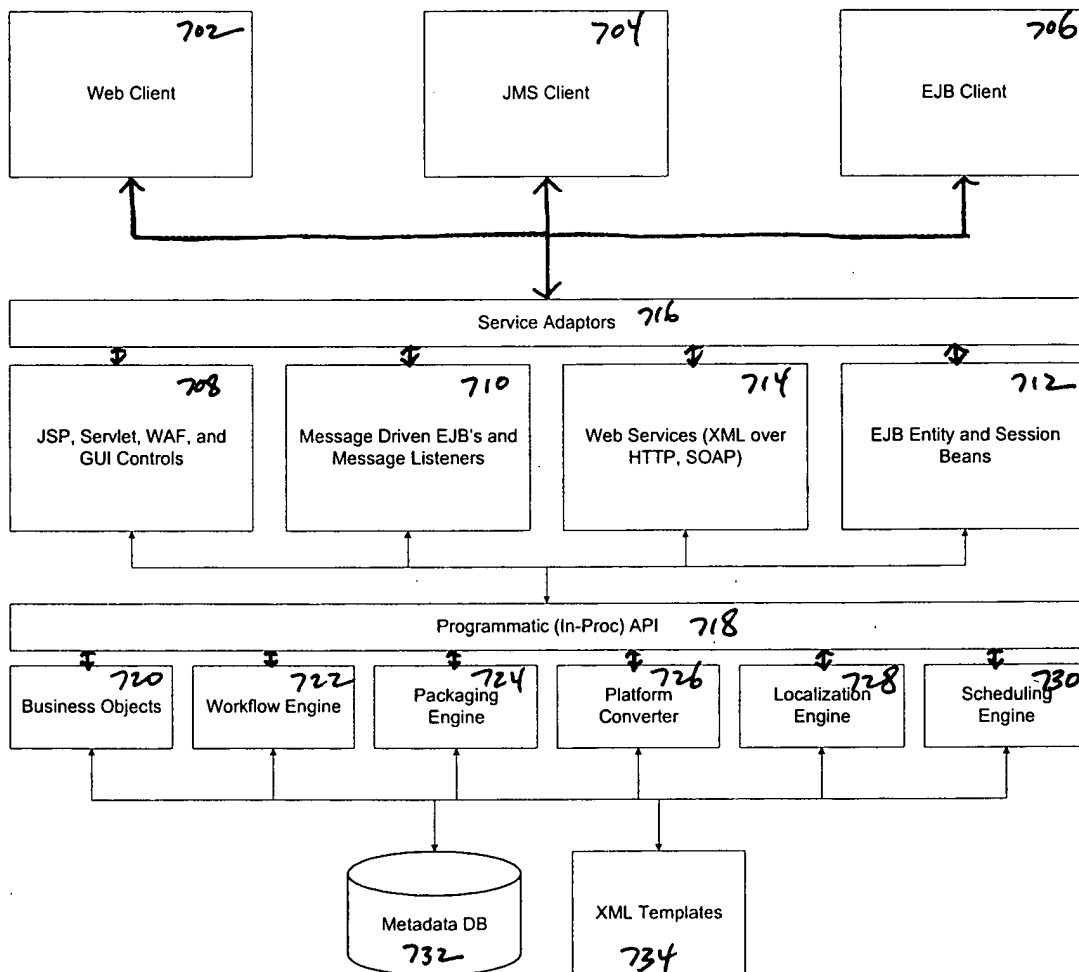 702
Web Client
704
JMS Client
706
EJB Client
Service Adaptors 716
708
JSP, Servlet, WAF, and
GUI Controls
710
Message Driven EJB's and
Message Listeners
714
Web Services (XML over
HTTP, SOAP)
712
EJB Entity and Session
Beans
Programmatic (In-Proc) API 718
720
Business Objects
722
Workflow Engine
724
Packaging
Engine
726
Platform
Converter
728
Localization
Engine
730
Scheduling
Engine
Metadata DB
732
XML Templates
734